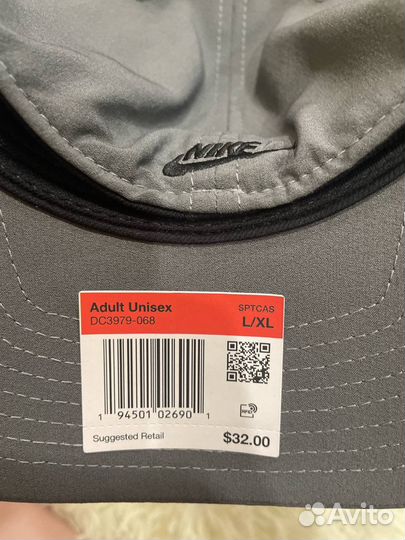 NIKE
Adult Unisex SPTCAS
DC3979-068 L/XL
1 94501 02690 1
RFID
Suggested Retail $32.00
Avito